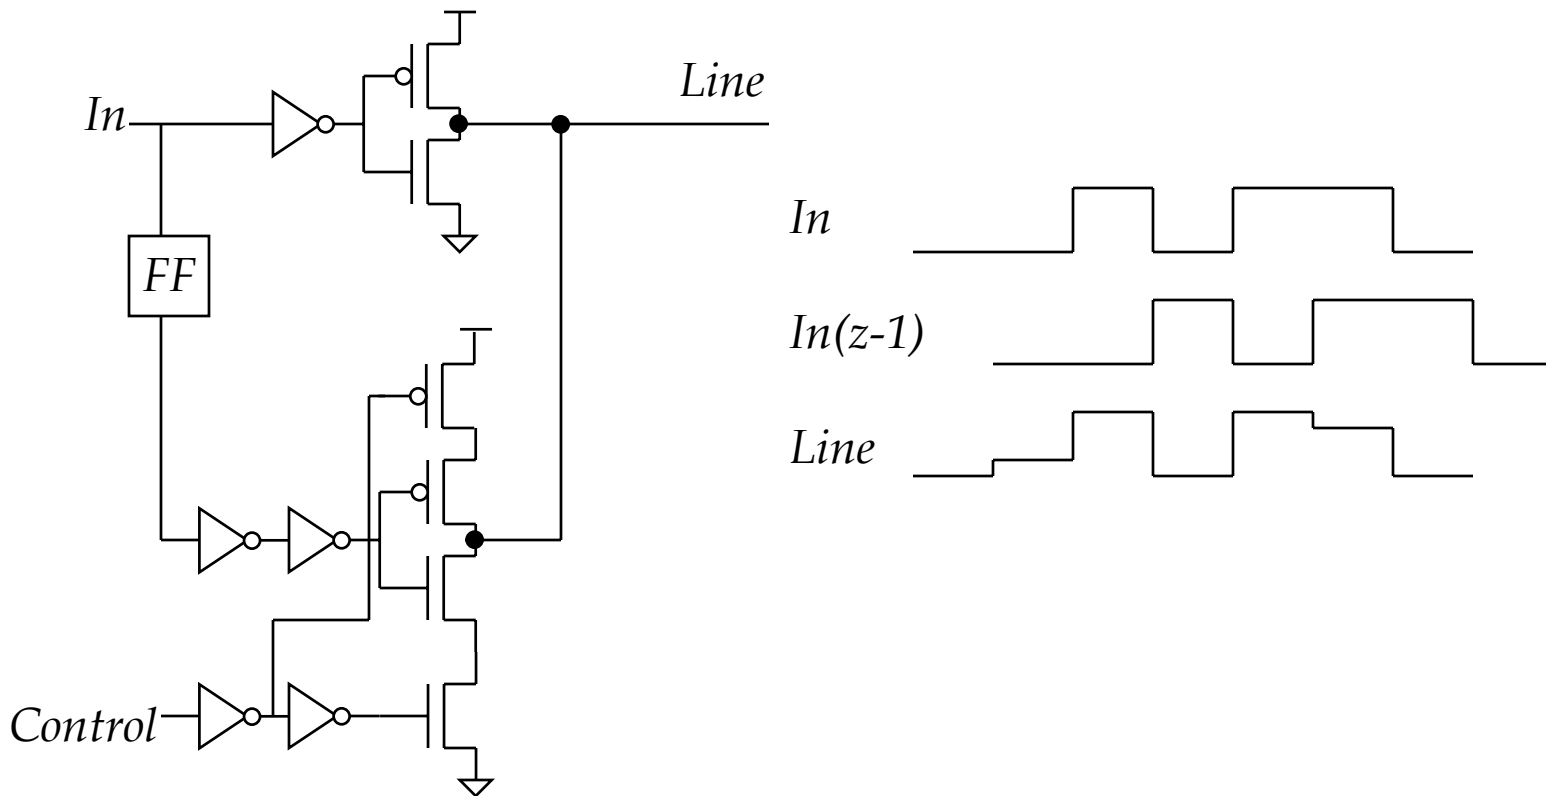 Line
In
FF
Control
In
In(z-1)
Line